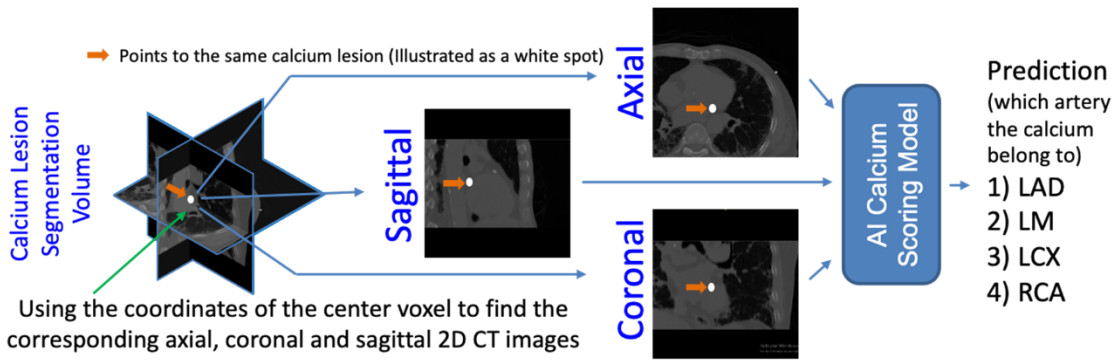 Points to the same calcium lesion (Illustrated as a white spot)
Calcium Lesion
Segmentation
Volume
Sagittal
Axial
Coronal
AI Calcium
Scoring Model
Prediction
(which artery
the calcium
belong to)
1) LAD
2) LM
3) LCX
4) RCA
Using the coordinates of the center voxel to find the
corresponding axial, coronal and sagittal 2D CT images